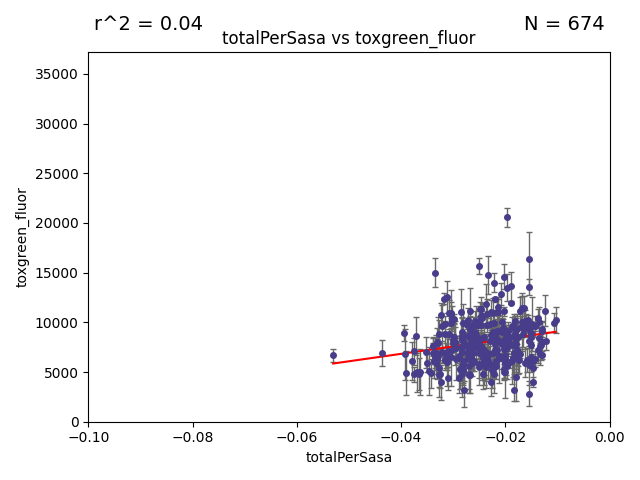 r^2 = 0.04
N = 674
totalPerSasa vs toxgreen_fluor
toxgreen_fluor
35000
30000
25000
20000
15000
10000
5000
0
−0.10
−0.08
−0.06
−0.04
−0.02
0.00
totalPerSasa